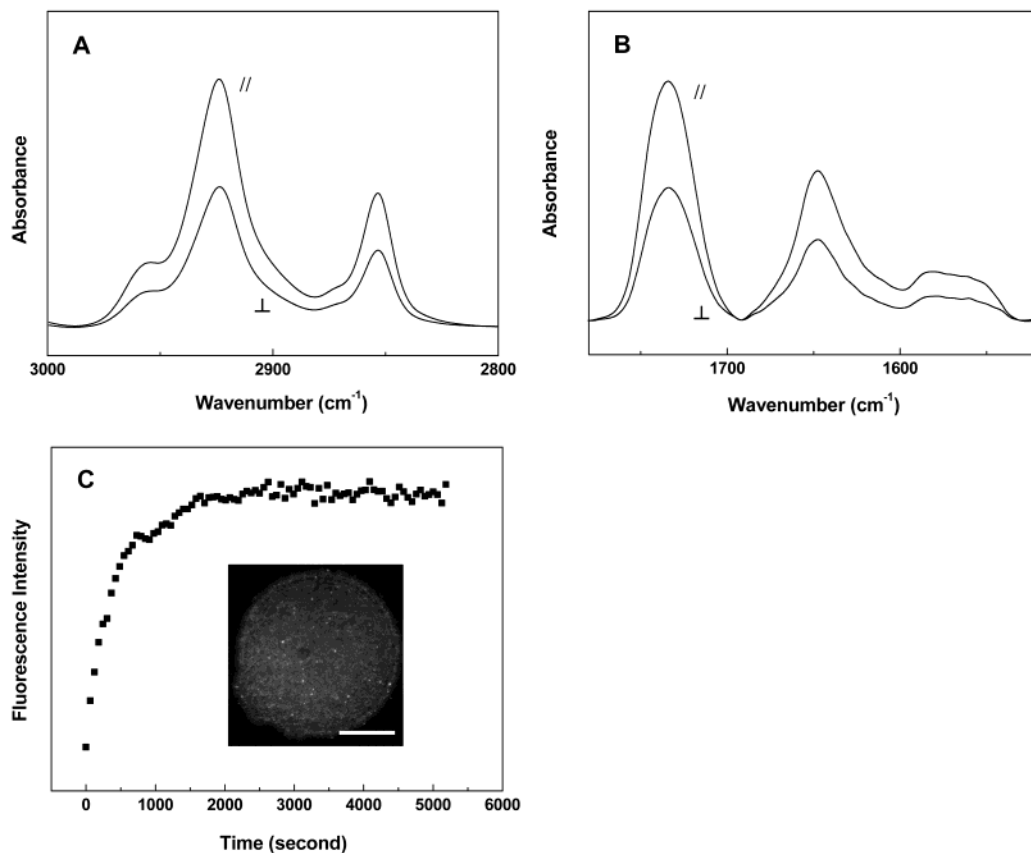 A
//
⊥
Absorbance
3000
2900
2800
Wavenumber (cm⁻¹)
B
//
⊥
Absorbance
1700
1600
Wavenumber (cm⁻¹)
C
Fluorescence Intensity
0
1000
2000
3000
4000
5000
6000
Time (second)